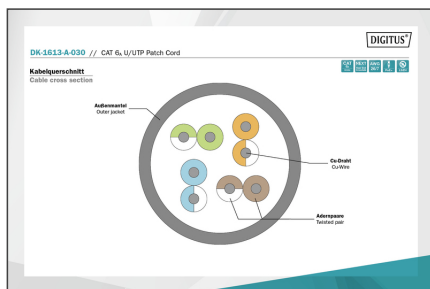 DIGITUS®
DK-1613-A-030 // CAT 6A U/UTP Patch Cord
Kabelquerschnitt
Cable cross section
Außenmantel
Outer jacket
Cu-Draht
Cu-Wire
Adernpaare
Twisted pair